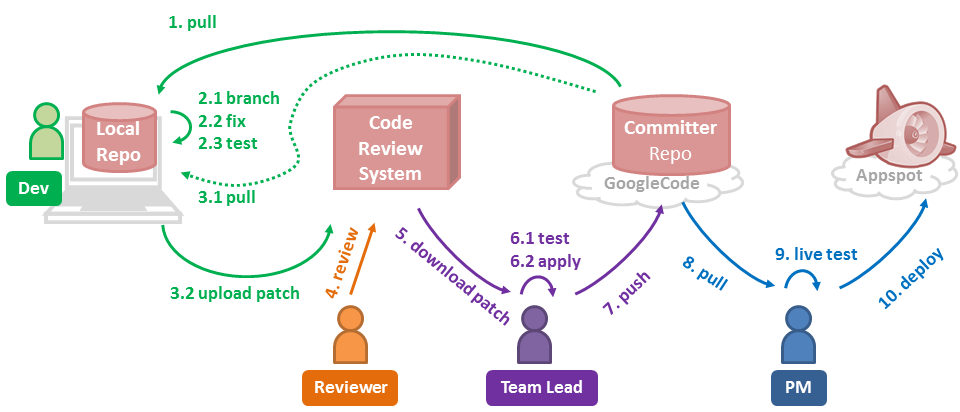 1. pull
2.1 branch
2.2 fix
2.3 test
Local
Repo
Dev
3.1 pull
3.2 upload patch
Code
Review
System
4. review
Reviewer
5. download patch
6.1 test
6.2 apply
Team Lead
7. push
Committer
Repo
GoogleCode
8. pull
9. live test
PM
10. deploy
Appspot